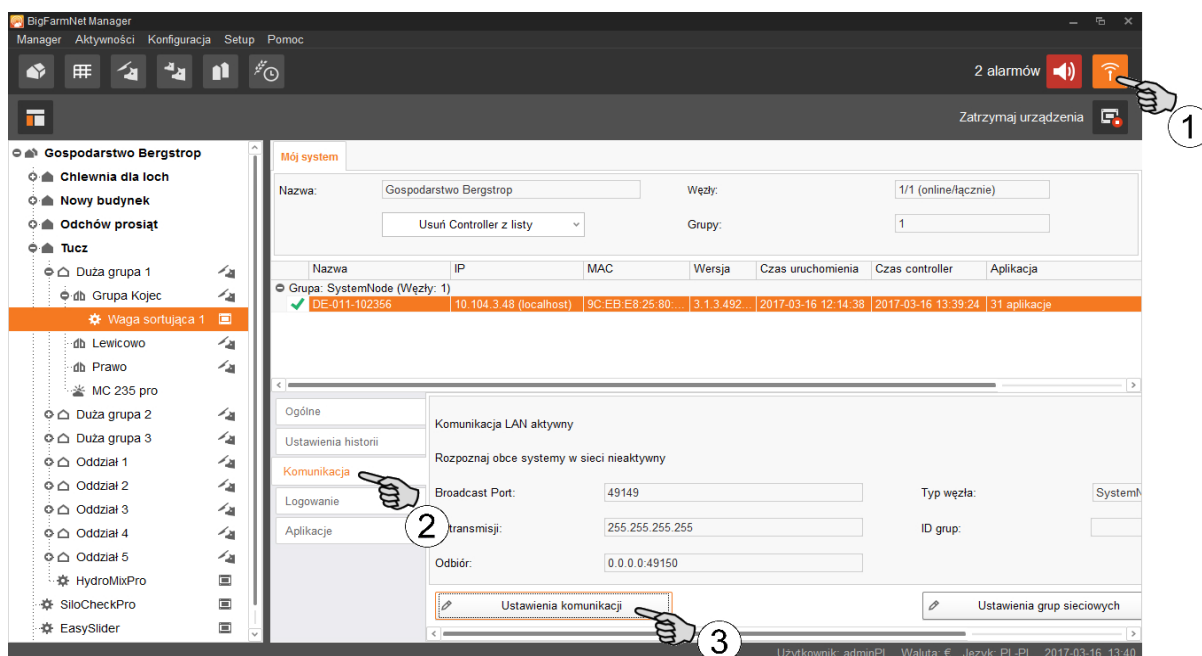 BigFarmNet Manager
Manager Aktywności Konfiguracja Setup Pomoc
2 alarmów
1
Zatrzymaj urządzenia
Gospodarstwo Bergstrop
Chlewnia dla loch
Nowy budynek
Odchów prosiąt
Tucz
Duża grupa 1
Grupa Kojec
Waga sortująca 1
Lewicowo
Prawo
MC 235 pro
Duża grupa 2
Duża grupa 3
Oddział 1
Oddział 2
Oddział 3
Oddział 4
Oddział 5
HydroMixPro
SiloCheckPro
EasySlider
Mój system
Nazwa: Gospodarstwo Bergstrop Węzły: 1/1 (online/łącznie)
Usuń Controller z listy Grupy: 1
Nazwa IP MAC Wersja Czas uruchomienia Czas controller Aplikacja
Grupa: SystemNode (Węzły: 1)
DE-011-102356 10.104.3.48 (localhost) 9C:EB:E8:25:80:... 3.1.3.492... 2017-03-16 12:14:38 2017-03-16 13:39:24 31 aplikacje
Ogólne
Ustawienia historii
Komunikacja
Logowanie
Aplikacje
2
Komunikacja LAN aktywny
Rozpoznaj obce systemy w sieci nieaktywny
Broadcast Port: 49149 Typ węzła: SystemN
transmisji: 255.255.255.255 ID grup:
Odbiór: 0.0.0.0:49150
Ustawienia komunikacji Ustawienia grup sieciowych
3
Użytkownik: adminPL Waluta: € Język: PL-PL 2017-03-16 13:40